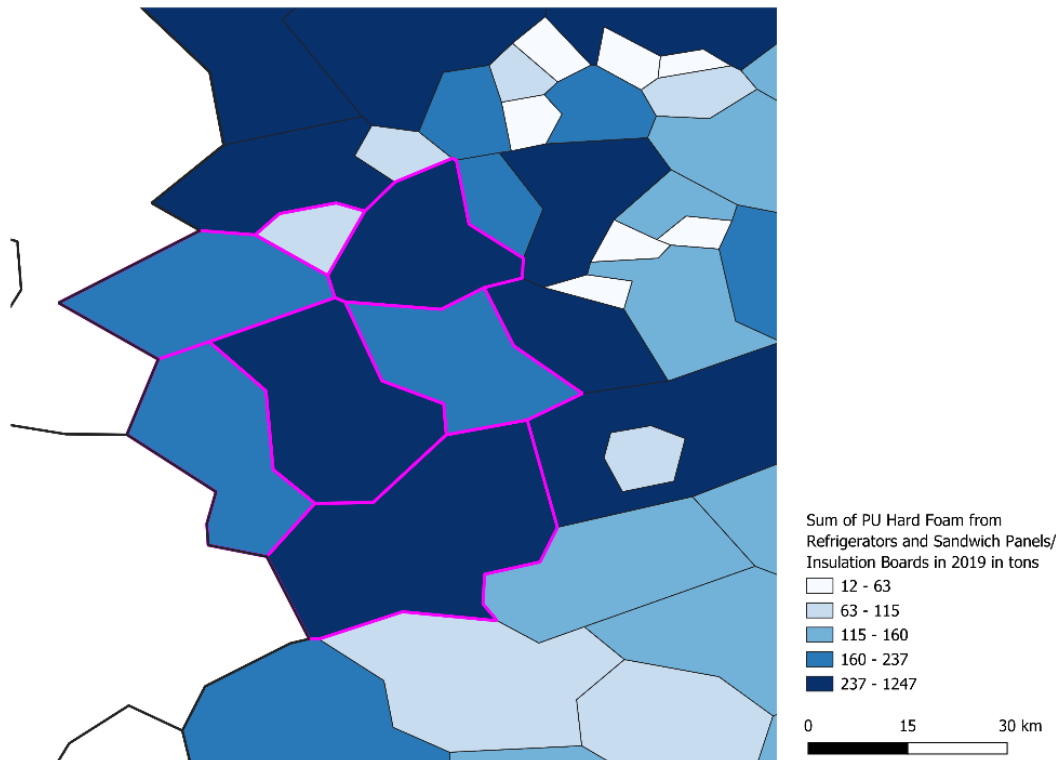 Sum of PU Hard Foam from
Refrigerators and Sandwich Panels/
Insulation Boards in 2019 in tons
12 - 63
63 - 115
115 - 160
160 - 237
237 - 1247
0 15 30 km